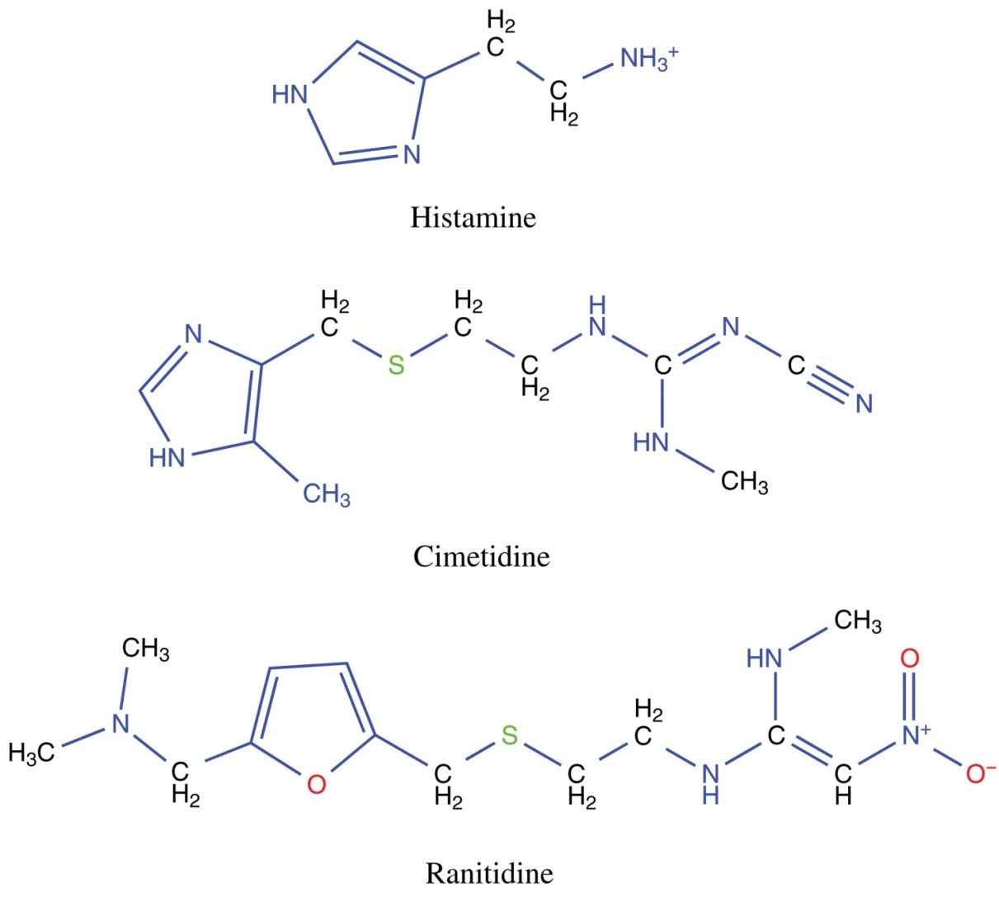 H2
C
NH3+
HN
C
H2
N
Histamine
H2
C
H2
C
H
N
N
N
S
C
H2
C
C
N
HN
HN
CH3
CH3
Cimetidine
CH3
HN
CH3
O
H2
C
N
S
C
N+
H3C
C
H2
O
C
H2
C
H2
N
H
C
H
O−
Ranitidine